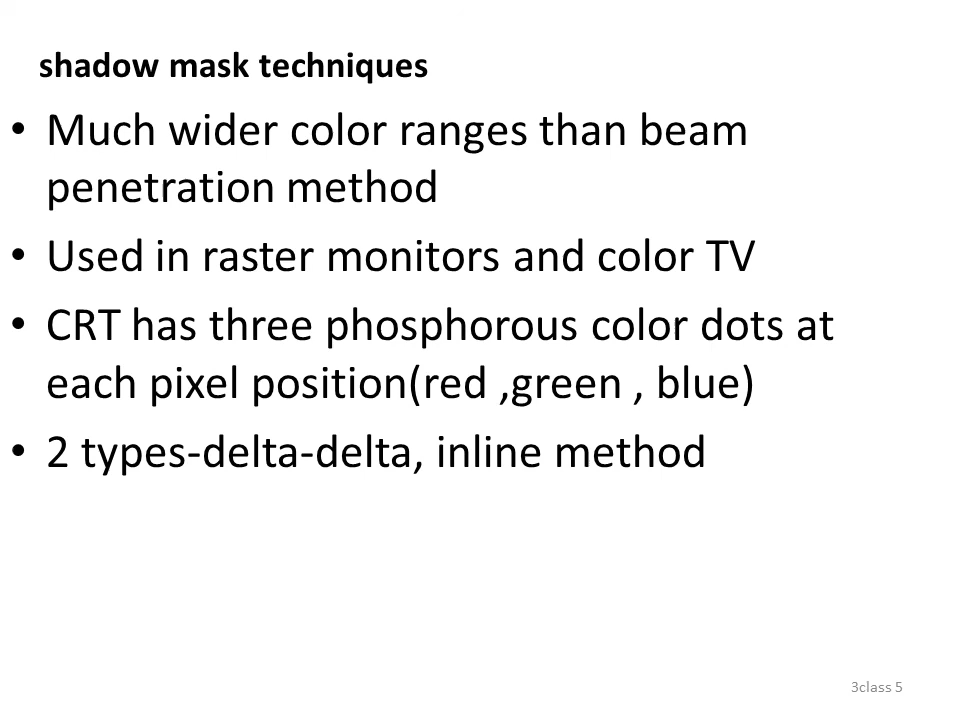 shadow mask techniques
• Much wider color ranges than beam
penetration method
• Used in raster monitors and color TV
• CRT has three phosphorous color dots at
each pixel position(red ,green , blue)
• 2 types-delta-delta, inline method
3class 5